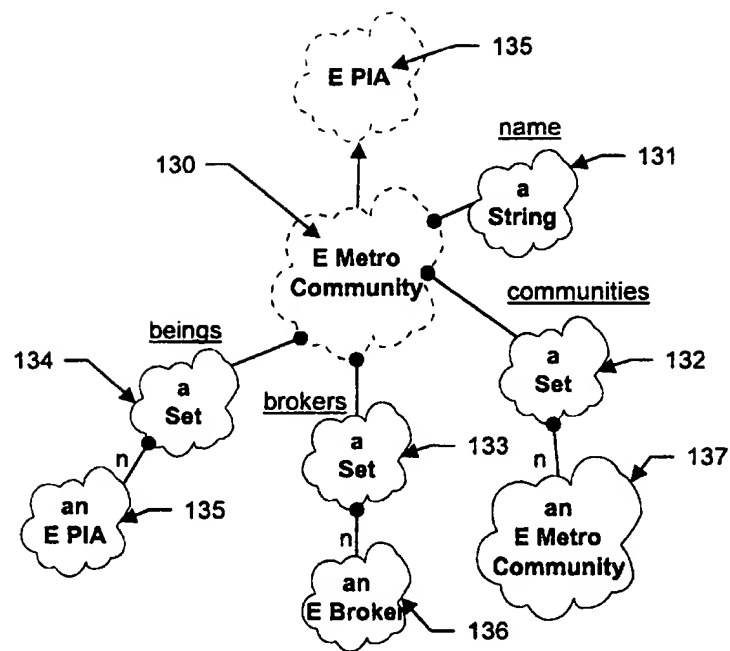 E PIA
135
name
131
a
String
130
E Metro
Community
communities
beings
134
a
Set
brokers
a
Set
132
a
Set
133
n
n
137
an
E PIA
135
an
E Metro
Community
n
an
E Broker
136